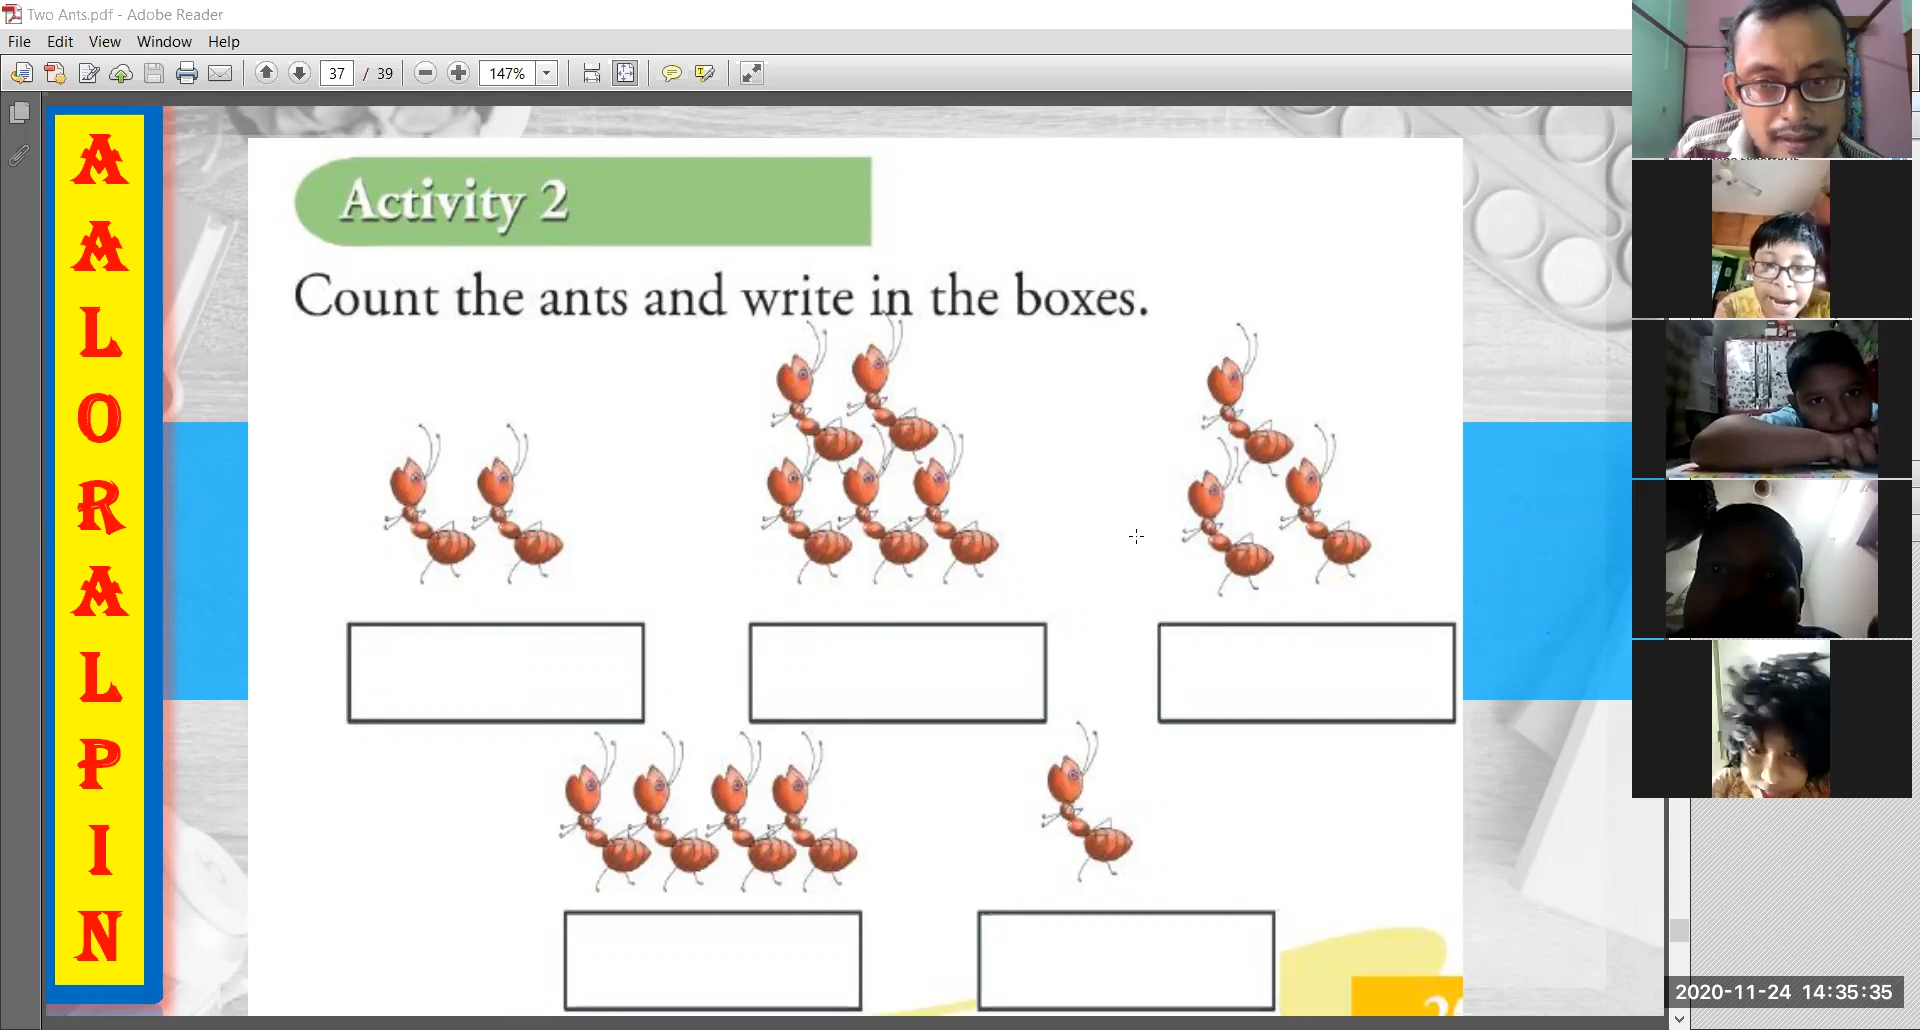 Two Ants.pdf - Adobe Reader
File Edit View Window Help
37 / 39 147%
AALORALPIN
Activity 2
Count the ants and write in the boxes.
2020-11-24 14:35:35